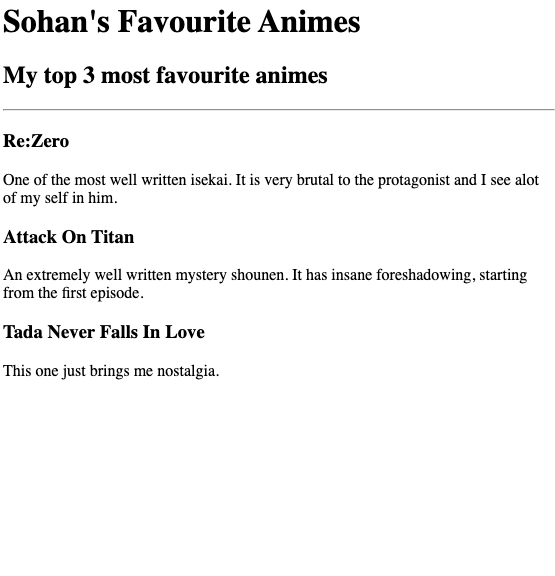 Sohan's Favourite Animes
My top 3 most favourite animes
Re:Zero
One of the most well written isekai. It is very brutal to the protagonist and I see alot
of my self in him.
Attack On Titan
An extremely well written mystery shounen. It has insane foreshadowing, starting
from the first episode.
Tada Never Falls In Love
This one just brings me nostalgia.